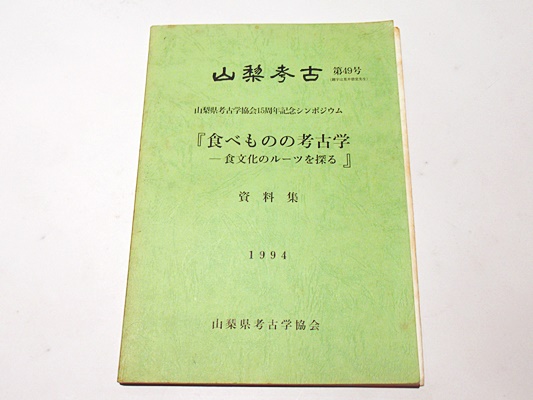 山梨考古 第49号
山梨県考古学協会15周年記念シンポジウム
『食べものの考古学
―食文化のルーツを探る』
資料集
1994
山梨県考古学協会